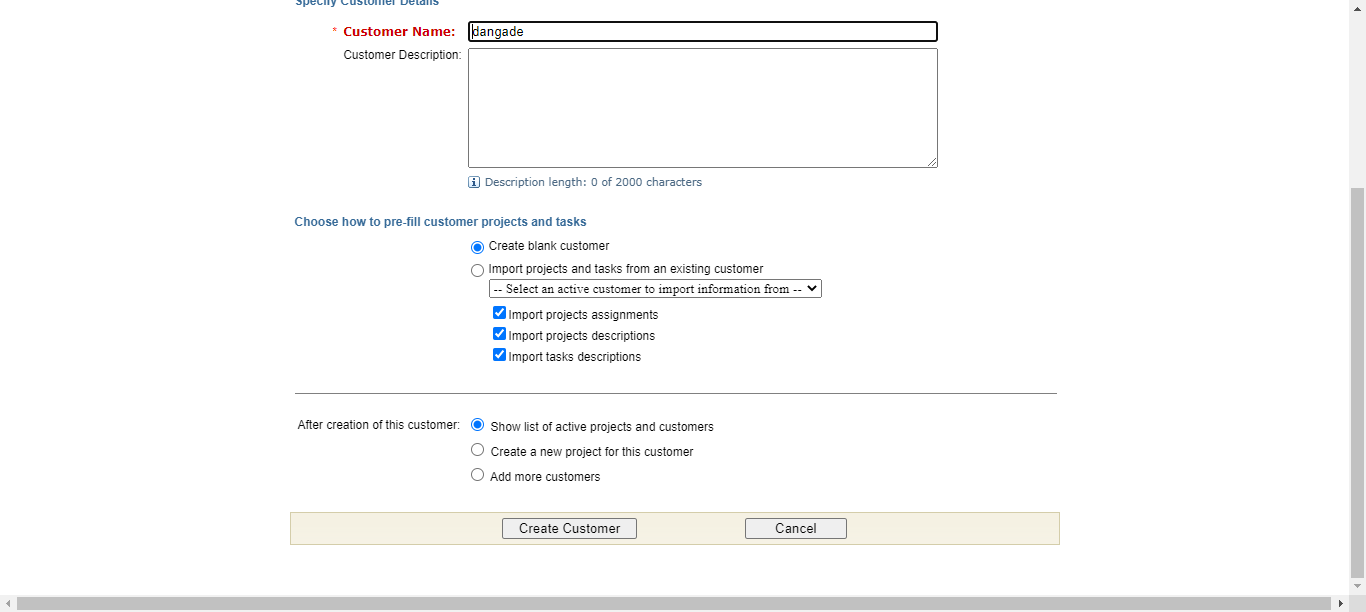 Specify Customer Details
* Customer Name: dangade
Customer Description:
Description length: 0 of 2000 characters
Choose how to pre-fill customer projects and tasks
Create blank customer
Import projects and tasks from an existing customer
-- Select an active customer to import information from --
Import projects assignments
Import projects descriptions
Import tasks descriptions
After creation of this customer: Show list of active projects and customers
Create a new project for this customer
Add more customers
Create Customer Cancel